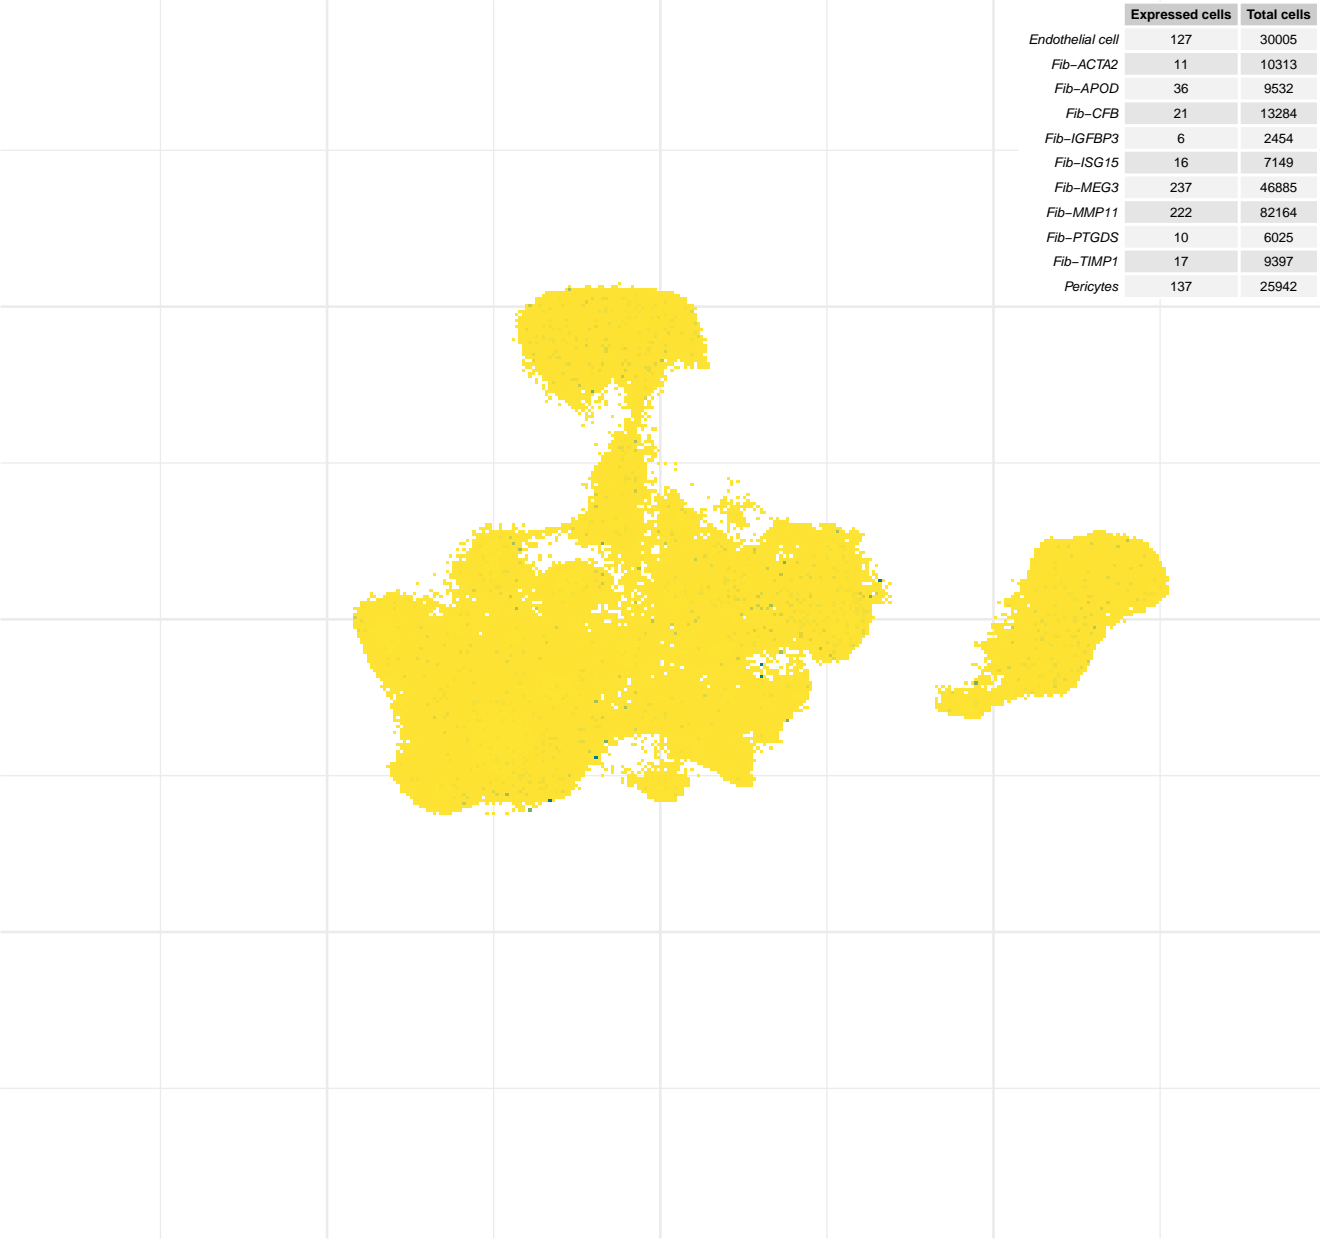 Expressed cells Total cells
Endothelial cell 127 30005
Fib−ACTA2 11 10313
Fib−APOD 36 9532
Fib−CFB 21 13284
Fib−IGFBP3 6 2454
Fib−ISG15 16 7149
Fib−MEG3 237 46885
Fib−MMP11 222 82164
Fib−PTGDS 10 6025
Fib−TIMP1 17 9397
Pericytes 137 25942